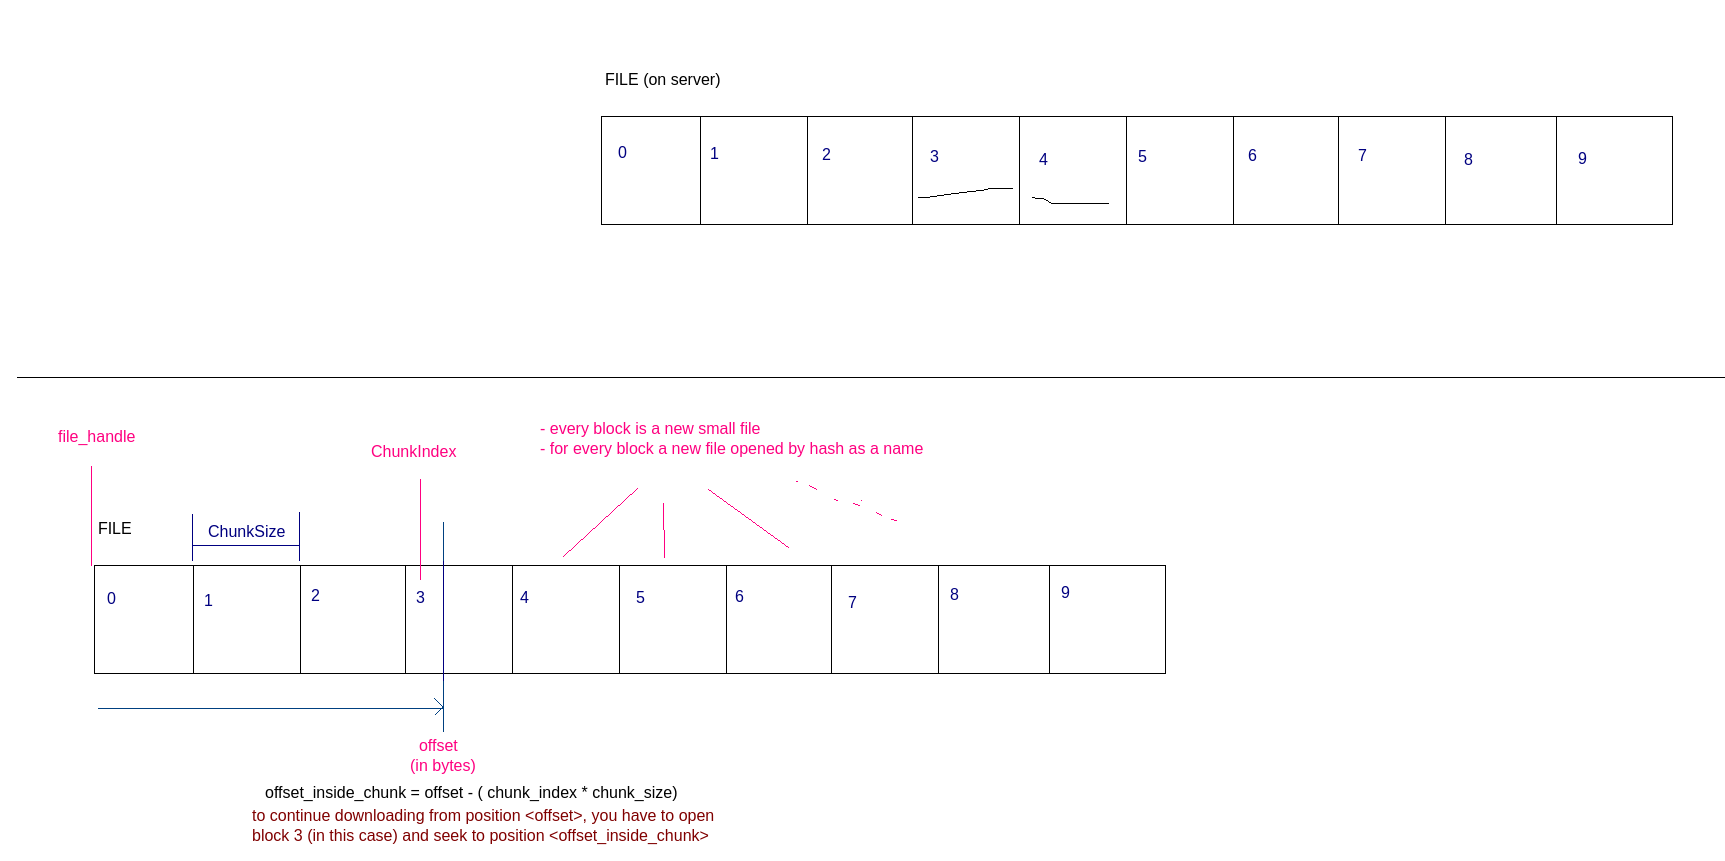 FILE (on server)
0 1 2 3 4 5 6 7 8 9
file_handle
ChunkIndex
- every block is a new small file
- for every block a new file opened by hash as a name
FILE
ChunkSize
0 1 2 3 4 5 6 7 8 9
offset
(in bytes)
offset_inside_chunk = offset - ( chunk_index * chunk_size)
to continue downloading from position <offset>, you have to open
block 3 (in this case) and seek to position <offset_inside_chunk>